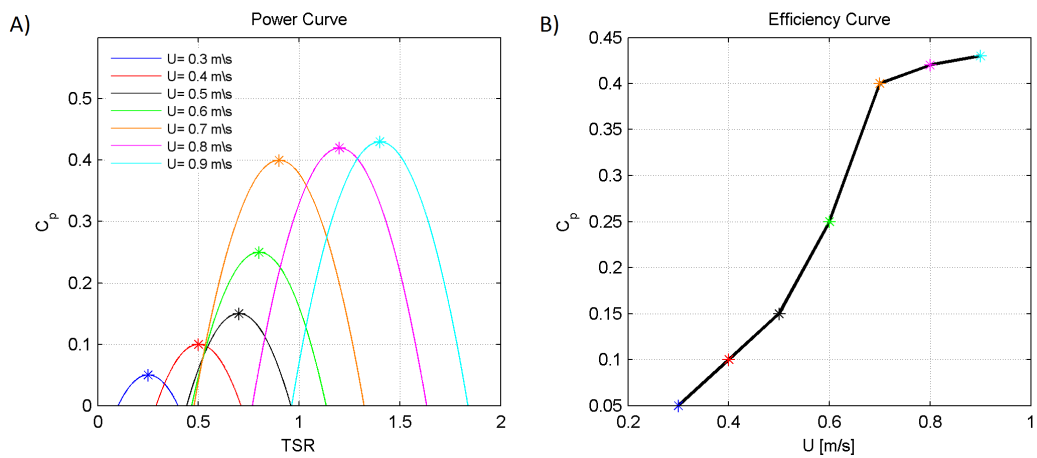 A)
Power Curve
U= 0.3 m\s
U= 0.4 m\s
U= 0.5 m\s
U= 0.6 m\s
U= 0.7 m\s
U= 0.8 m\s
U= 0.9 m\s
0.5
0.4
0.3
0.2
0.1
0
Cp
0
0.5
1
1.5
2
TSR
B)
Efficiency Curve
0.45
0.4
0.35
0.3
0.25
0.2
0.15
0.1
0.05
Cp
0.2
0.4
0.6
0.8
1
U [m/s]